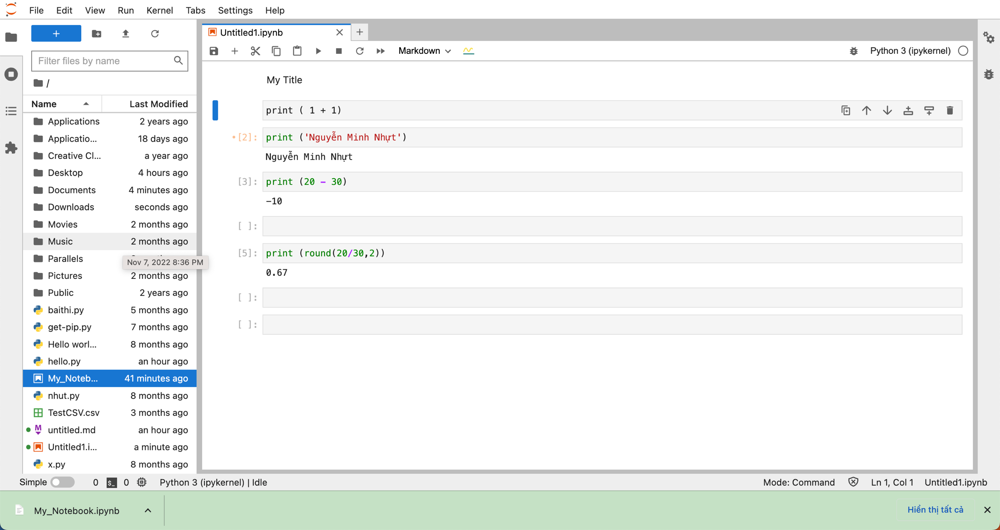 File Edit View Run Kernel Tabs Settings Help
Untitled1.ipynb
Markdown
Python 3 (ipykernel)
Filter files by name
/
Name Last Modified
Applications 2 years ago
Applicatio... 18 days ago
Creative Cl... a year ago
Desktop 4 hours ago
Documents 4 minutes ago
Downloads seconds ago
Movies 2 months ago
Music 2 months ago
Parallels
Nov 7, 2022 8:36 PM
Pictures 2 months ago
Public 2 years ago
baithi.py 5 months ago
get-pip.py 7 months ago
Hello worl... 8 months ago
hello.py an hour ago
My_Noteb... 41 minutes ago
nhut.py 8 months ago
TestCSV.csv 3 months ago
M untitled.md an hour ago
Untitled1.i... a minute ago
x.py 8 months ago
My Title
print ( 1 + 1)
[2]: print ('Nguyễn Minh Nhựt')
Nguyễn Minh Nhựt
[3]: print (20 - 30)
-10
[ ]:
[5]: print (round(20/30,2))
0.67
[ ]:
[ ]:
Simple 0 $_ 0 Python 3 (ipykernel) | Idle Mode: Command Ln 1, Col 1 Untitled1.ipynb
My_Notebook.ipynb
Hiển thị tất cả